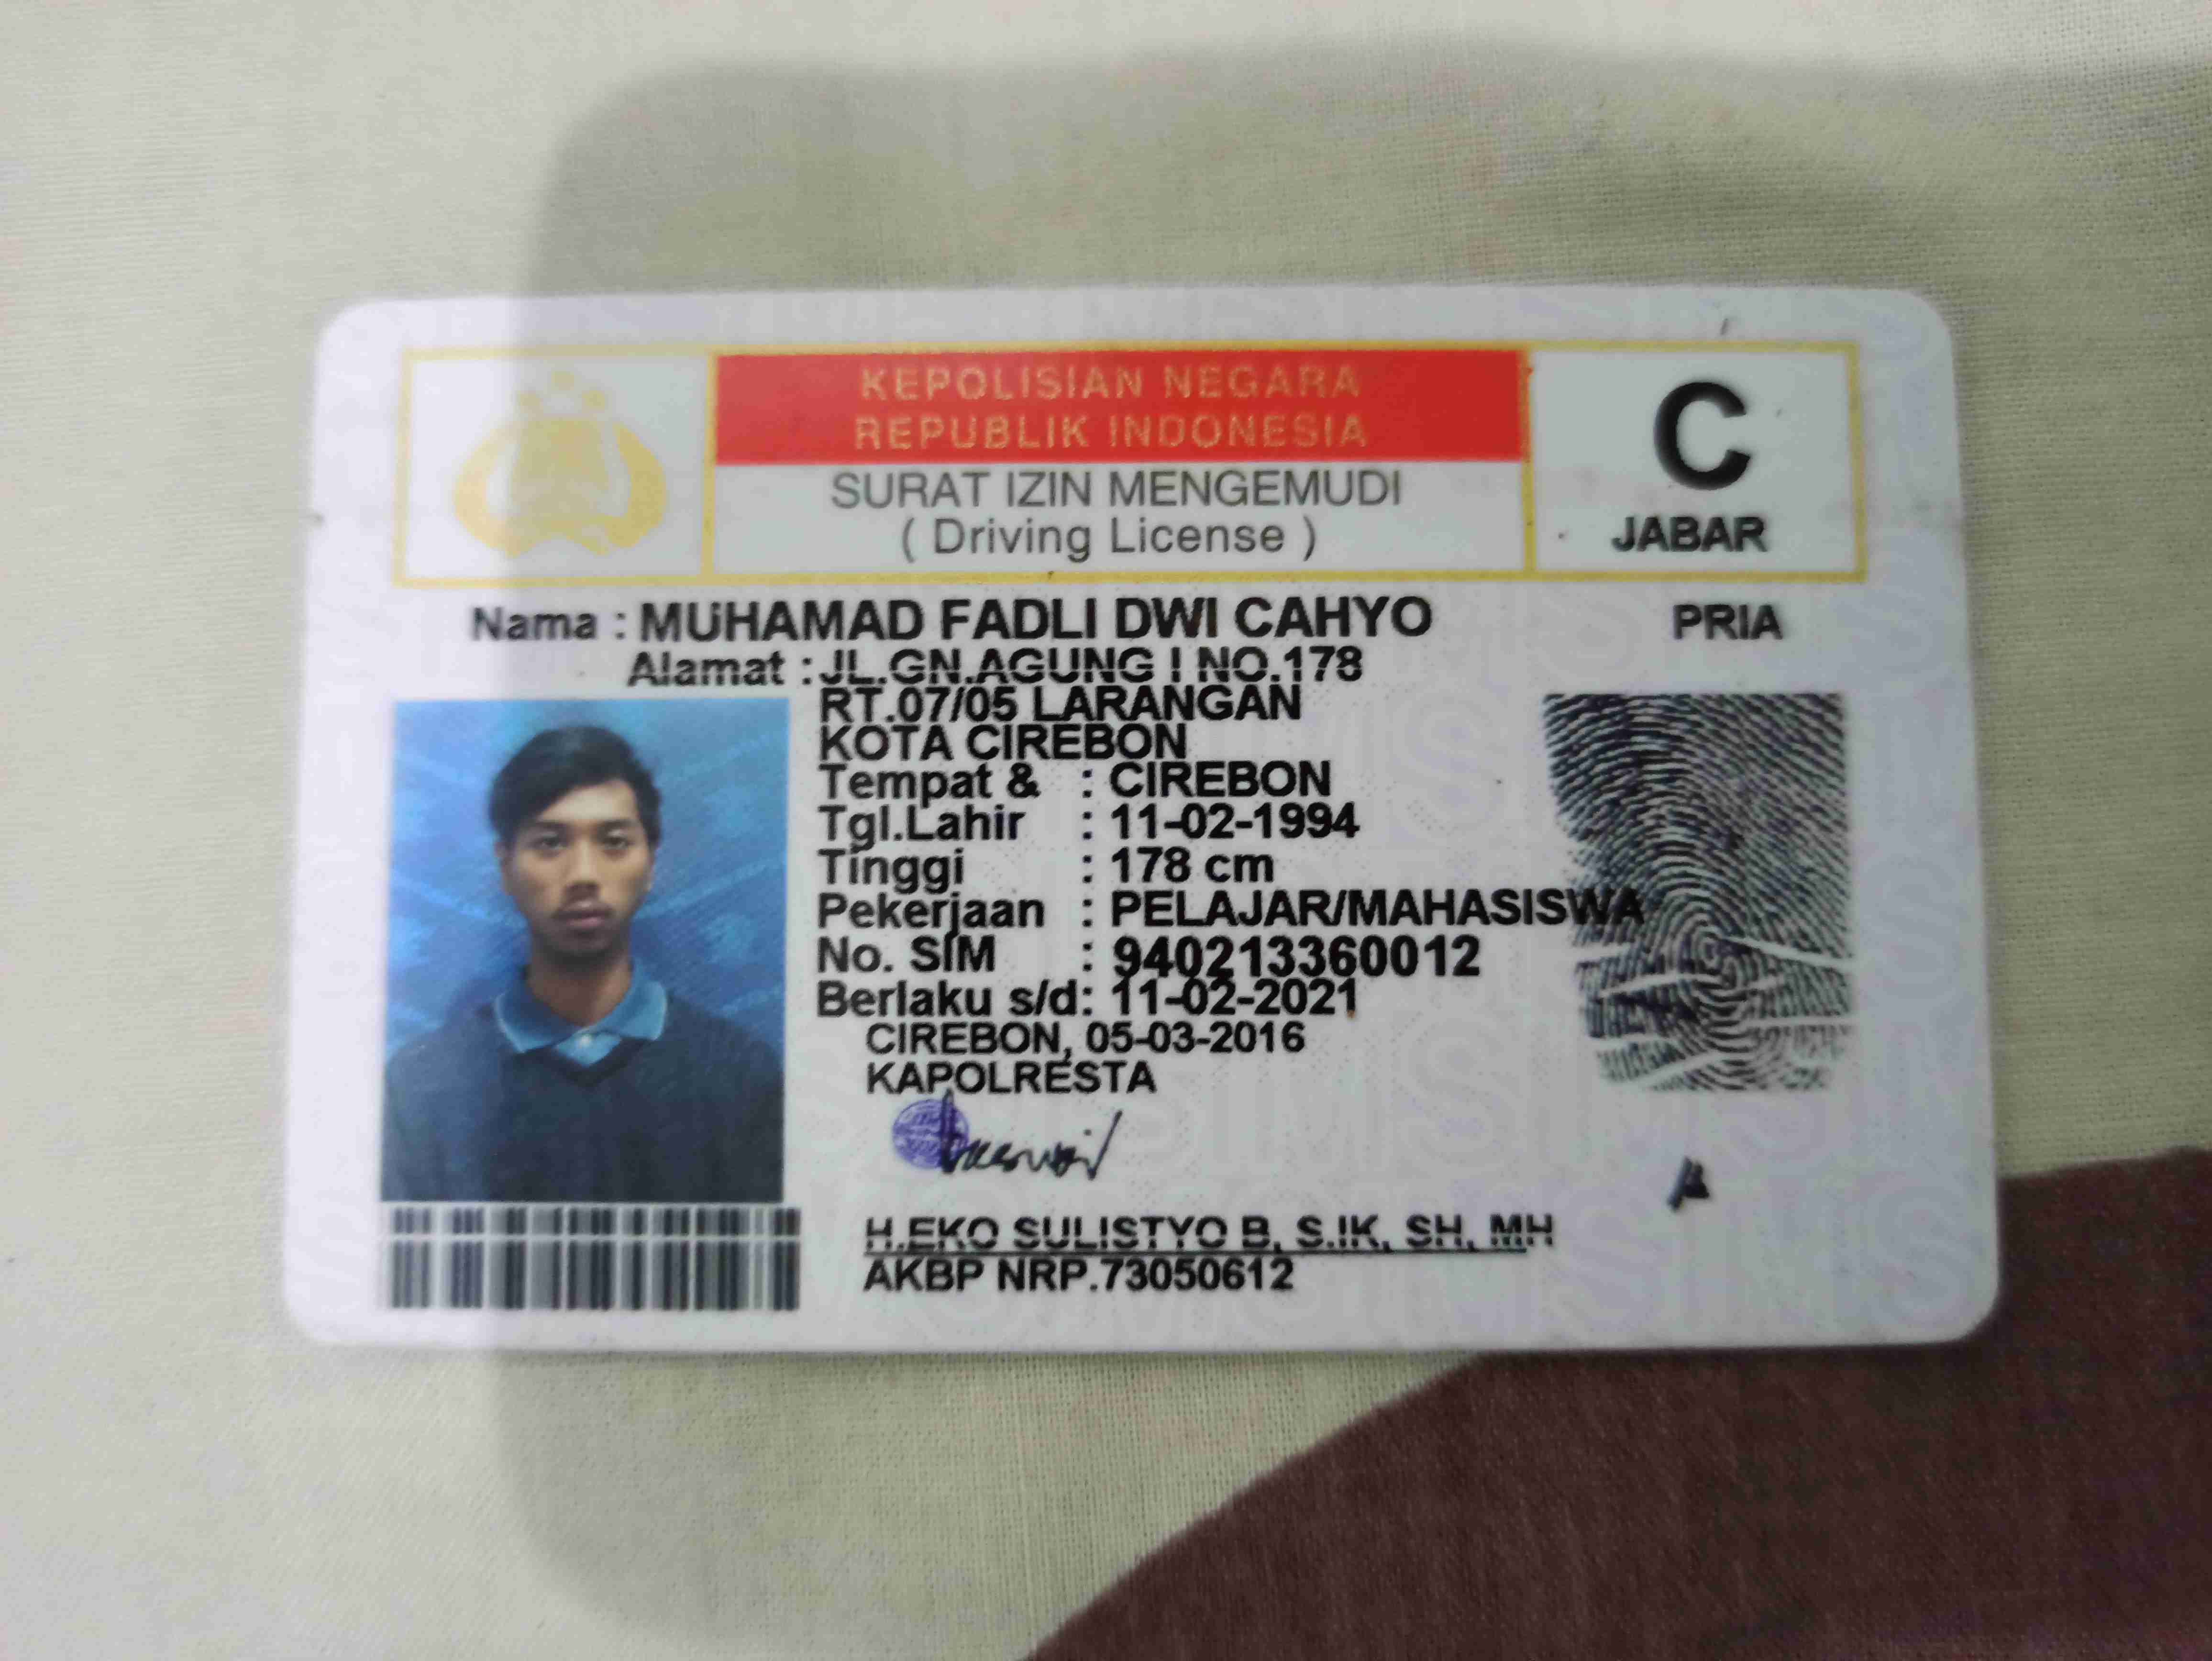 KEPOLISIAN NEGARA
REPUBLIK INDONESIA
SURAT IZIN MENGEMUDI
( Driving License )
C
JABAR
Nama : MUHAMAD FADLI DWI CAHYO
PRIA
Alamat : JL.GN.AGUNG I NO.178
RT.07/05 LARANGAN
KOTA CIREBON
Tempat & : CIREBON
Tgl.Lahir : 11-02-1994
Tinggi : 178 cm
Pekerjaan : PELAJAR/MAHASISWA
No. SIM : 940213360012
Berlaku s/d: 11-02-2021
CIREBON, 05-03-2016
KAPOLRESTA
H.EKO SULISTYO B, S.IK, SH, MH
AKBP NRP.73050612